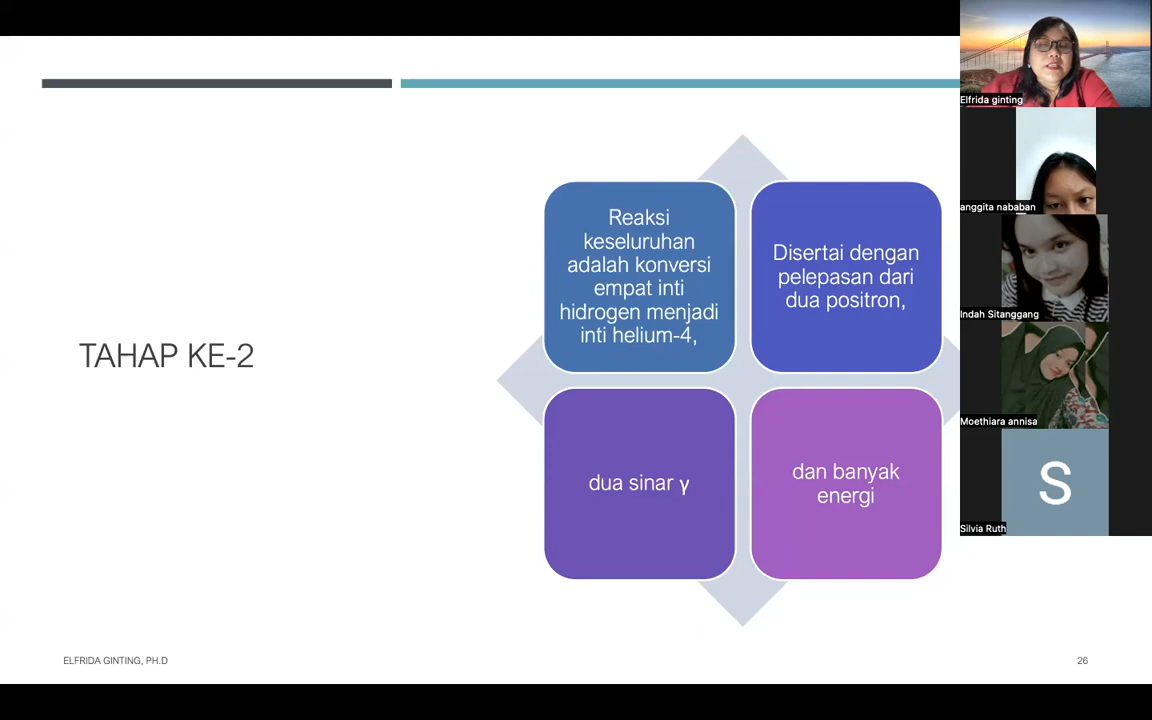 TAHAP KE-2
Reaksi
keseluruhan
adalah konversi
empat inti
hidrogen menjadi
inti helium-4,
Disertai dengan
pelepasan dari
dua positron,
dua sinar γ
dan banyak
energi
ELFRIDA GINTING, PH.D
26
Elfrida ginting
anggita nababan
Indah Sitanggang
Moethiara annisa
S
Silvia Ruth